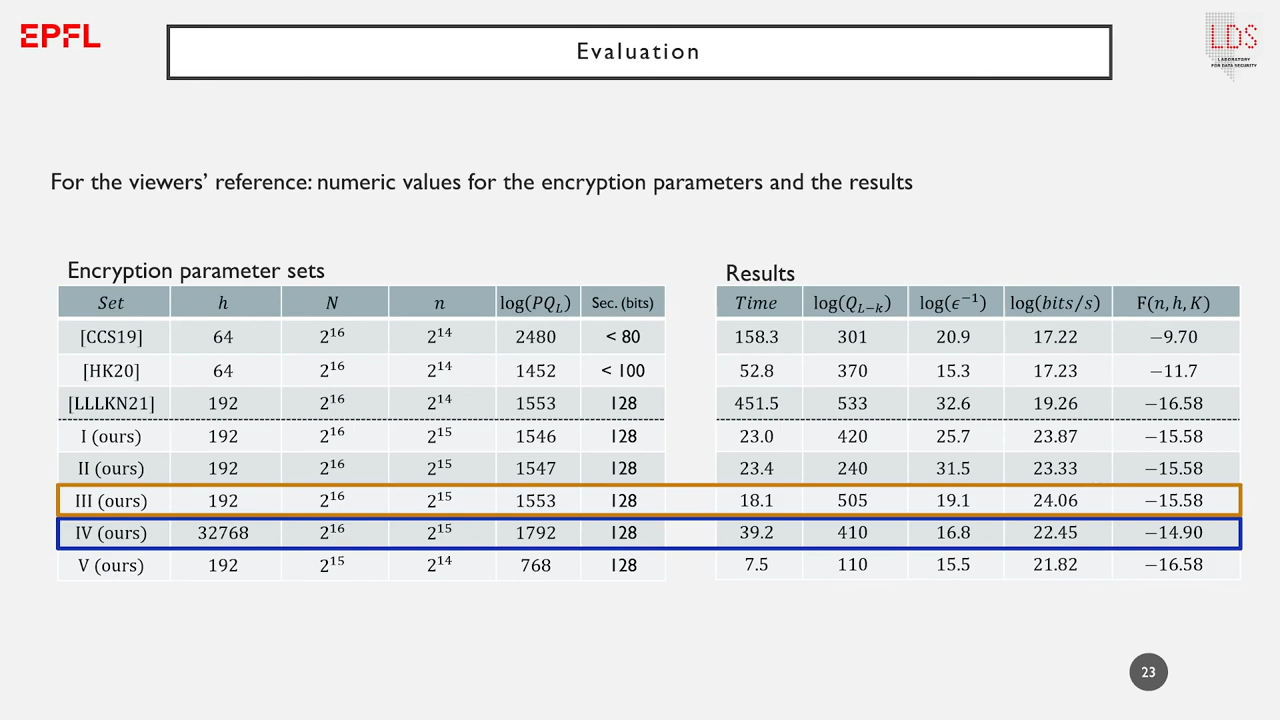 EPFL
Evaluation
LDS
LABORATORY
FOR DATA SECURITY
For the viewers' reference: numeric values for the encryption parameters and the results
Encryption parameter sets
Set h N n log(PQ_L) Sec. (bits)
[CCS19] 64 2^16 2^14 2480 < 80
[HK20] 64 2^16 2^14 1452 < 100
[LLLKN21] 192 2^16 2^14 1553 128
I (ours) 192 2^16 2^15 1546 128
II (ours) 192 2^16 2^15 1547 128
III (ours) 192 2^16 2^15 1553 128
IV (ours) 32768 2^16 2^15 1792 128
V (ours) 192 2^15 2^14 768 128
Results
Time log(Q_{L−k}) log(ϵ^{−1}) log(bits/s) F(n, h, K)
158.3 301 20.9 17.22 −9.70
52.8 370 15.3 17.23 −11.7
451.5 533 32.6 19.26 −16.58
23.0 420 25.7 23.87 −15.58
23.4 240 31.5 23.33 −15.58
18.1 505 19.1 24.06 −15.58
39.2 410 16.8 22.45 −14.90
7.5 110 15.5 21.82 −16.58
23